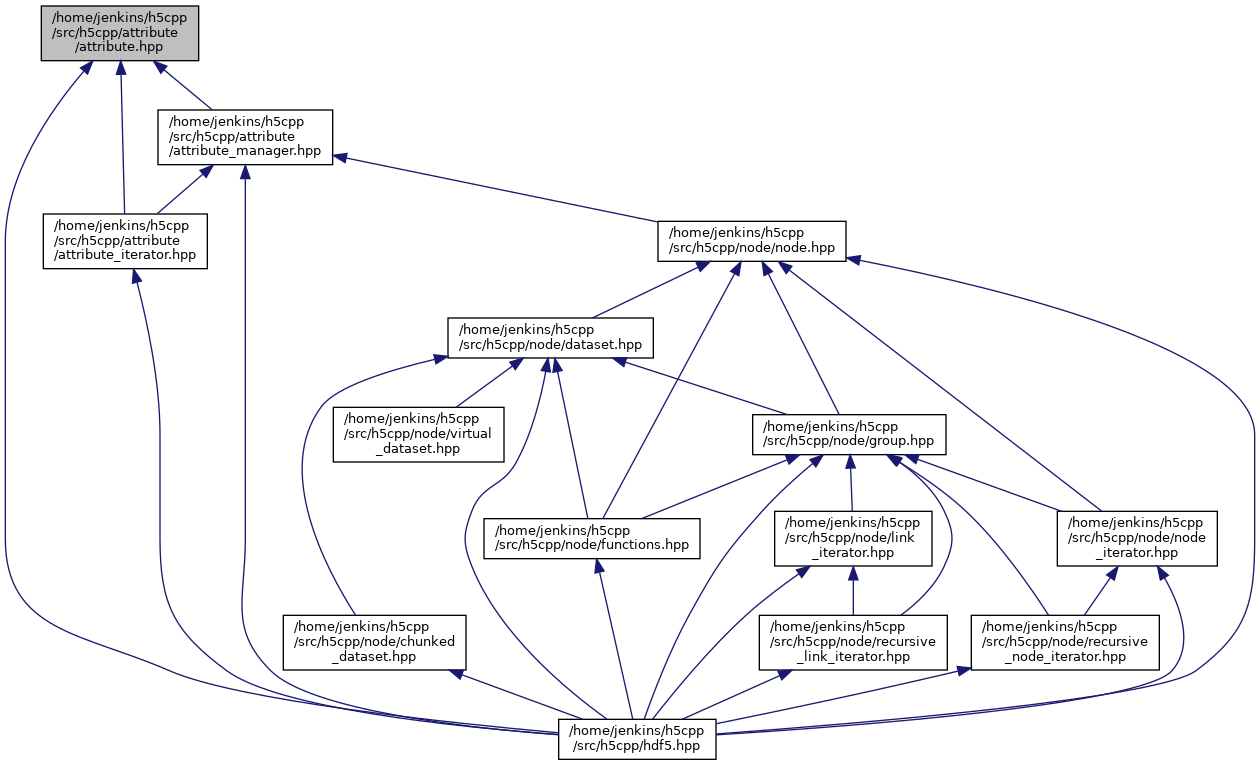 /home/jenkins/h5cpp
/src/h5cpp/attribute
/attribute.hpp
/home/jenkins/h5cpp
/src/h5cpp/attribute
/attribute_manager.hpp
/home/jenkins/h5cpp
/src/h5cpp/attribute
/attribute_iterator.hpp
/home/jenkins/h5cpp
/src/h5cpp/node/node.hpp
/home/jenkins/h5cpp
/src/h5cpp/node/dataset.hpp
/home/jenkins/h5cpp
/src/h5cpp/node/virtual
_dataset.hpp
/home/jenkins/h5cpp
/src/h5cpp/node/group.hpp
/home/jenkins/h5cpp
/src/h5cpp/node/functions.hpp
/home/jenkins/h5cpp
/src/h5cpp/node/link
_iterator.hpp
/home/jenkins/h5cpp
/src/h5cpp/node/node
_iterator.hpp
/home/jenkins/h5cpp
/src/h5cpp/node/chunked
_dataset.hpp
/home/jenkins/h5cpp
/src/h5cpp/node/recursive
_link_iterator.hpp
/home/jenkins/h5cpp
/src/h5cpp/node/recursive
_node_iterator.hpp
/home/jenkins/h5cpp
/src/h5cpp/hdf5.hpp